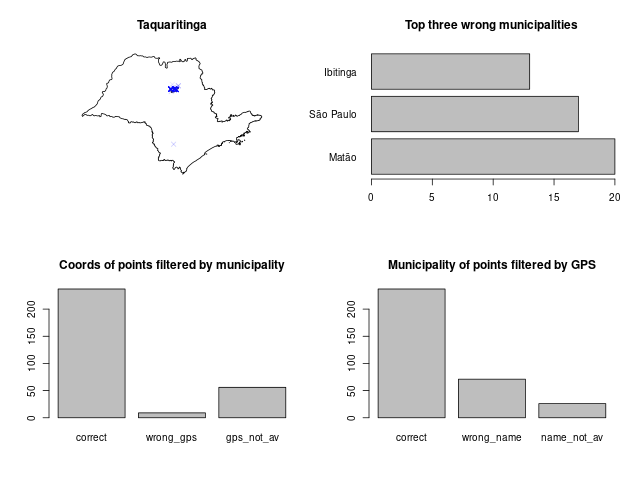 Taquaritinga
Top three wrong municipalities
Ibitinga
São Paulo
Matão
0 5 10 15 20
Coords of points filtered by municipality
0 50 100 150 200
correct wrong_gps gps_not_av
Municipality of points filtered by GPS
0 50 100 150 200
correct wrong_name name_not_av